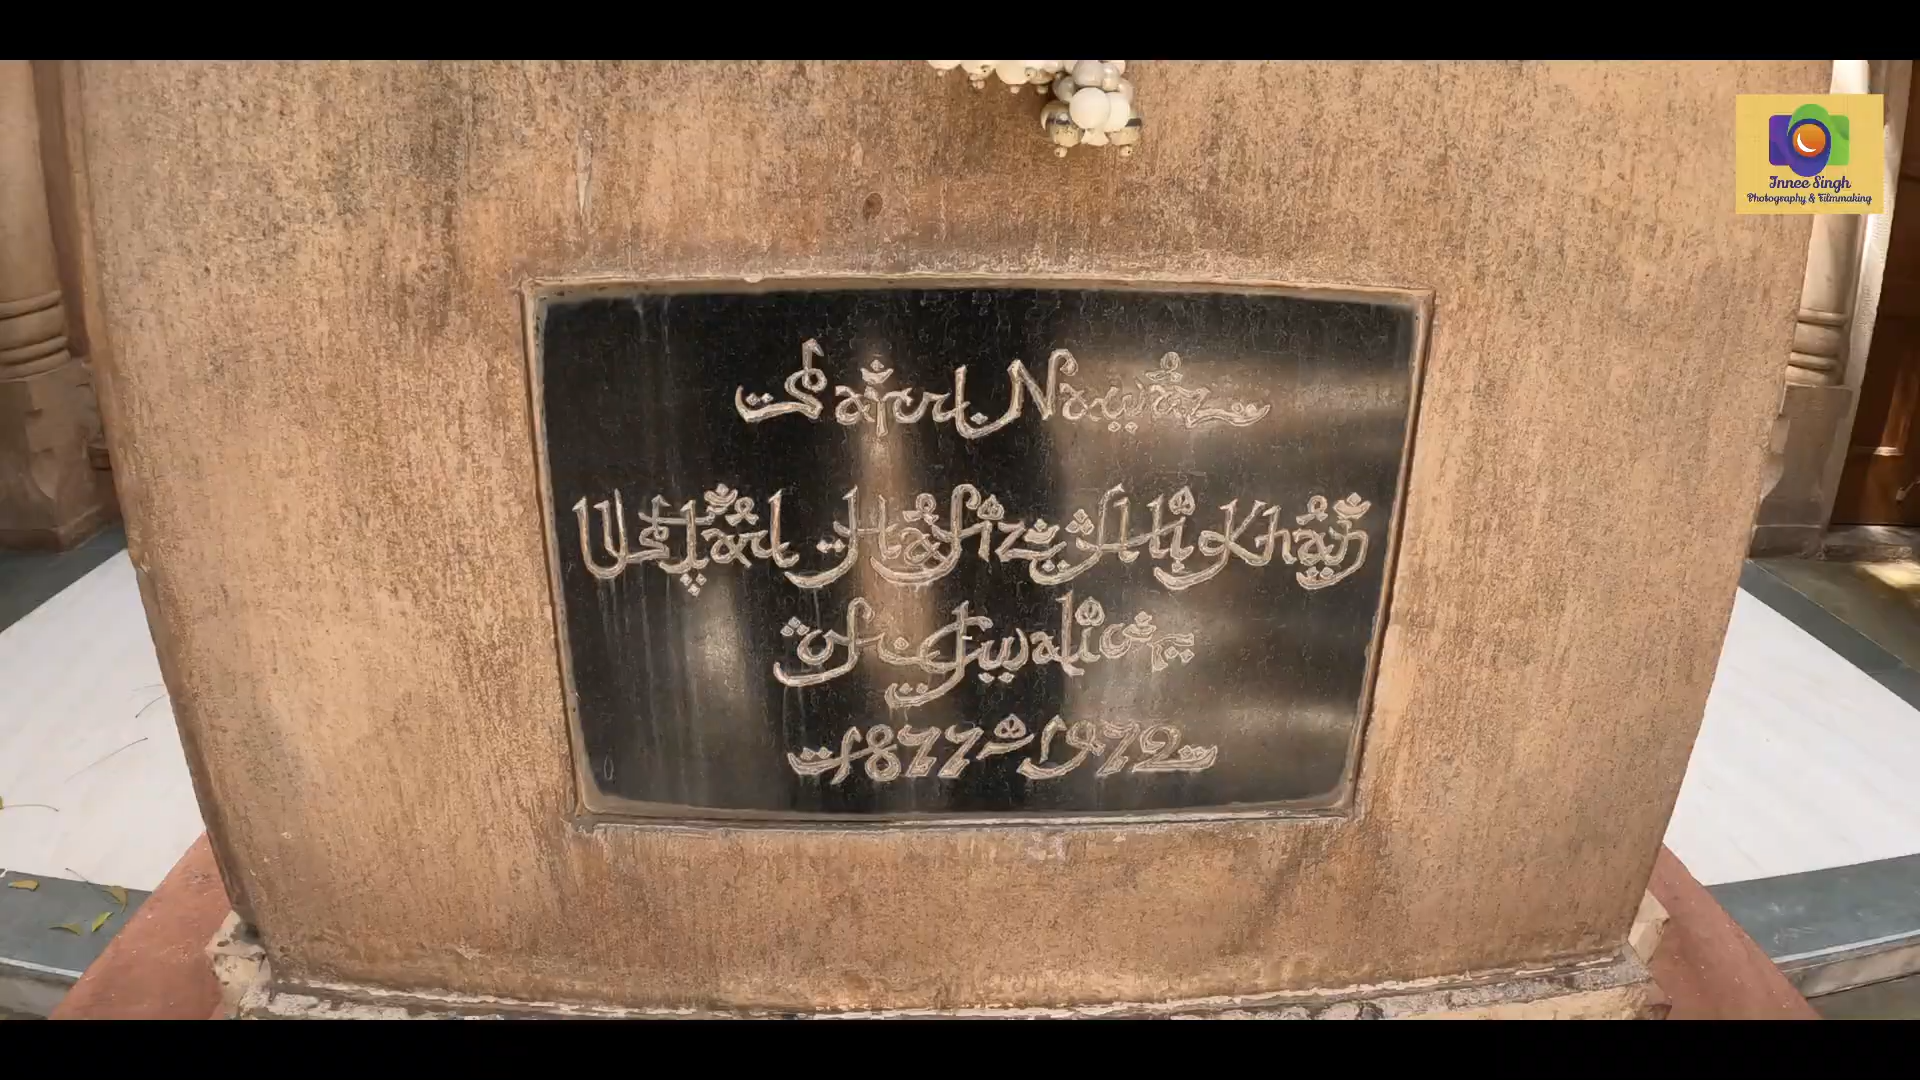 Sarod Nawaz
Ustad Hafiz Ali Khan
of Gwalior
1877-1972
Innee Singh
Photography & Filmmaking